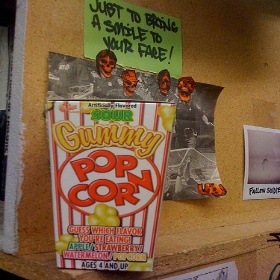 JUST TO BRING
A SMILE TO
YOUR FACE!
Artificially Flavored
SOUR
Gummy
POP
CORN
GUESS WHICH FLAVOR
YOU'RE EATING!
APPLE/STRAWBERRY/
WATERMELON/POPCORN
AGES 4 AND UP
FOLLOW